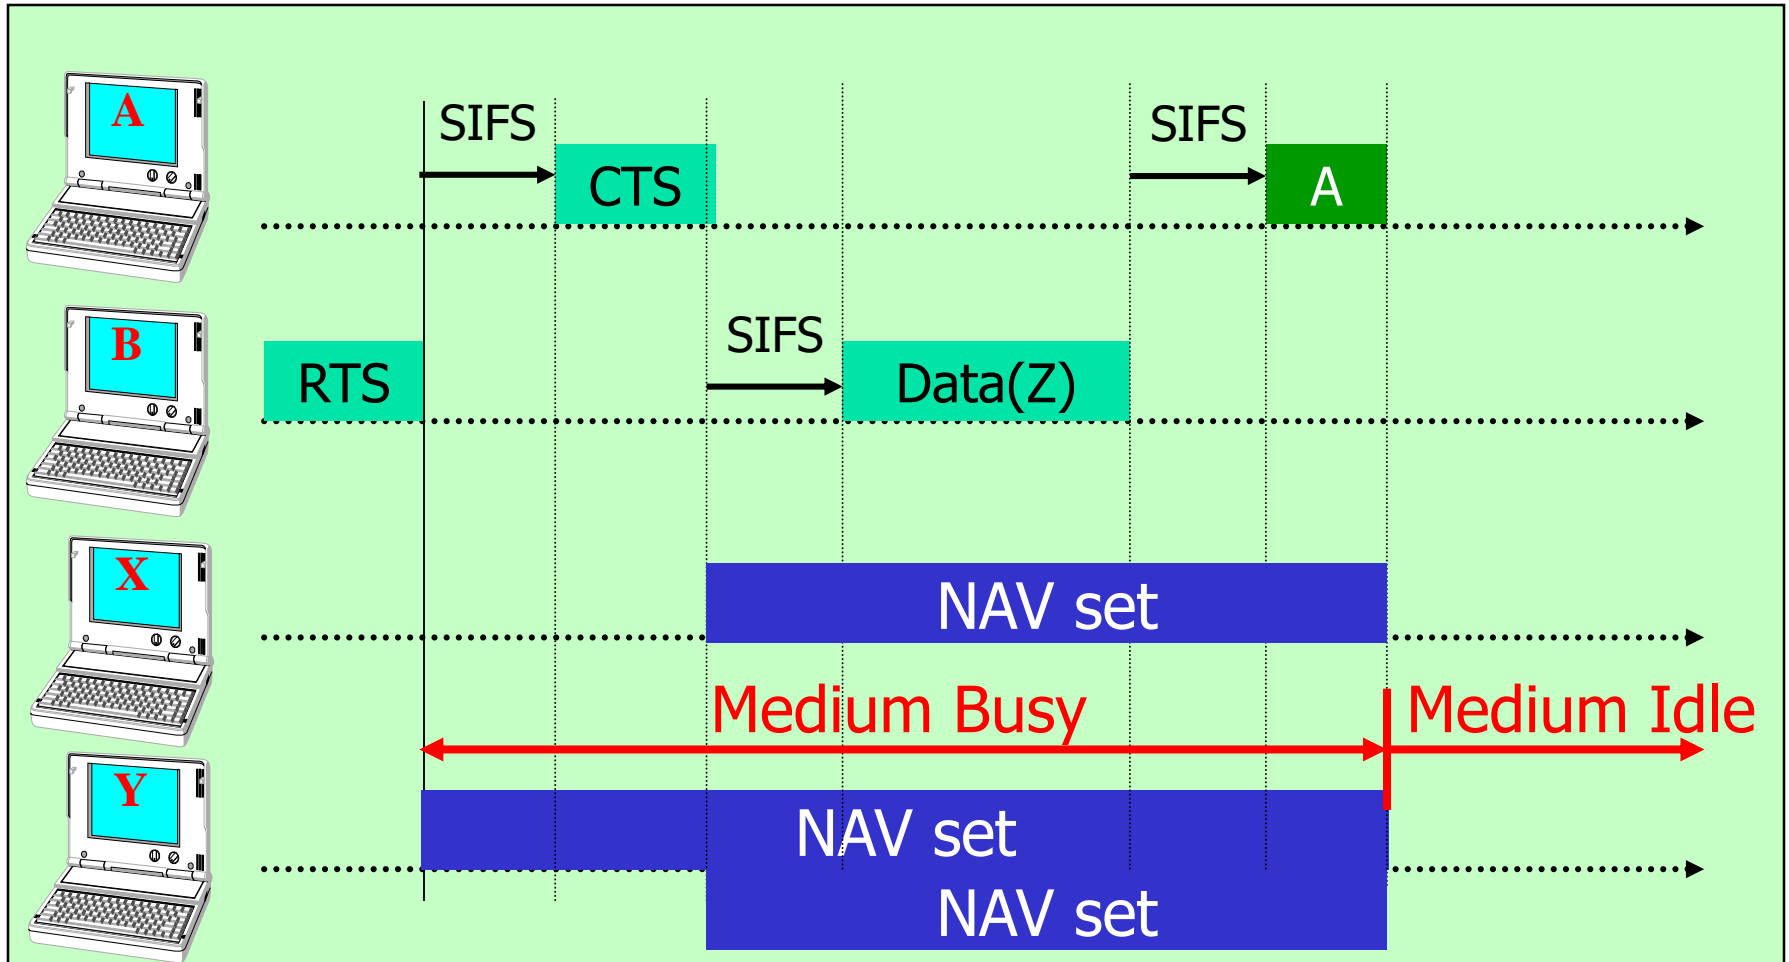 A
SIFS
CTS
SIFS
A
B
RTS
SIFS
Data(Z)
X
NAV set
Medium Busy
Medium Idle
Y
NAV set
NAV set